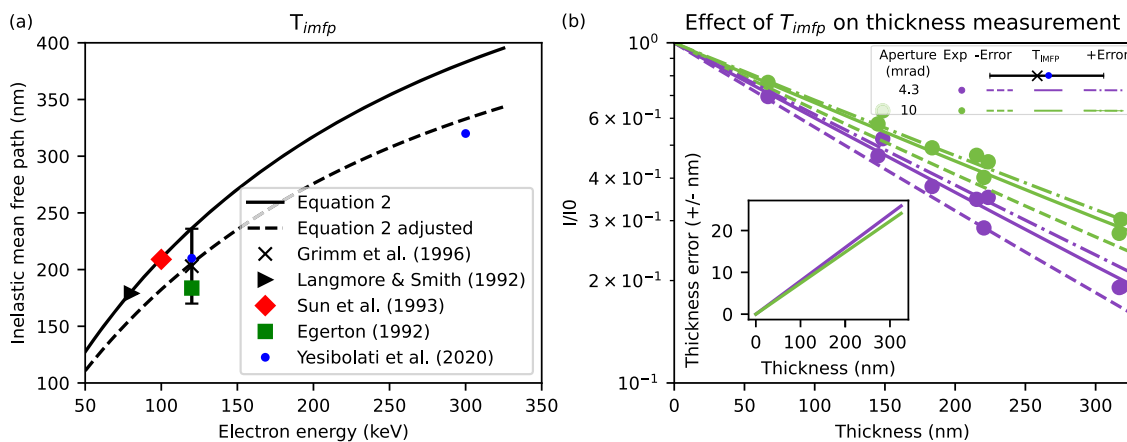 (a)
T_imfp
400
350
300
250
200
150
100
Inelastic mean free path (nm)
50
100
150
200
250
300
350
Electron energy (keV)
Equation 2
Equation 2 adjusted
Grimm et al. (1996)
Langmore & Smith (1992)
Sun et al. (1993)
Egerton (1992)
Yesibolati et al. (2020)
(b)
Effect of T_imfp on thickness measurement
10^0
6 × 10^−1
4 × 10^−1
3 × 10^−1
2 × 10^−1
10^−1
I/I0
Aperture Exp -Error T_IMFP +Error
(mrad)
4.3
10
20
10
0
Thickness error (+/- nm)
0 100 200 300
Thickness (nm)
0
50
100
150
200
250
300
Thickness (nm)